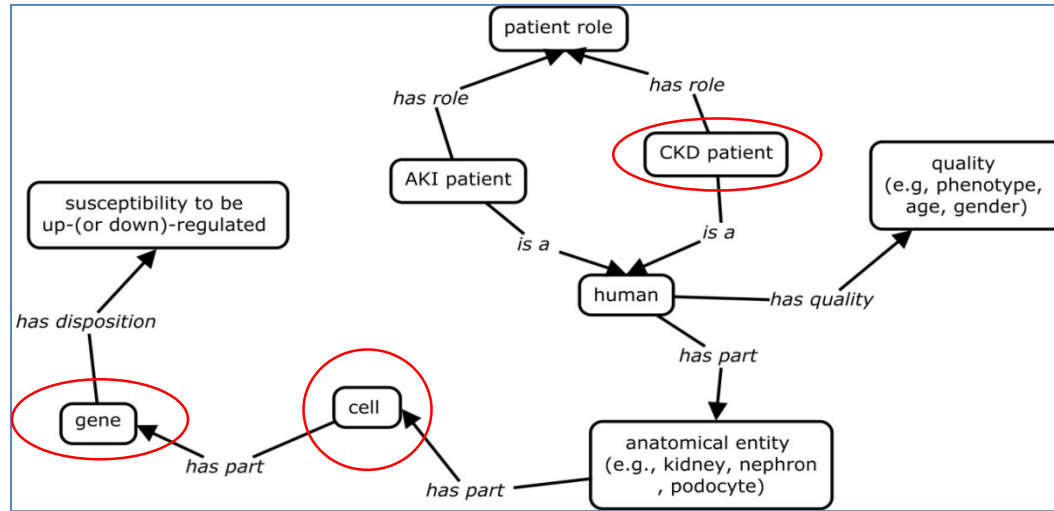 patient role
has role
has role
CKD patient
AKI patient
quality
(e.g, phenotype,
age, gender)
susceptibility to be
up-(or down)-regulated
is a
is a
human
has quality
has disposition
has part
cell
gene
anatomical entity
(e.g., kidney, nephron
, podocyte)
has part
has part